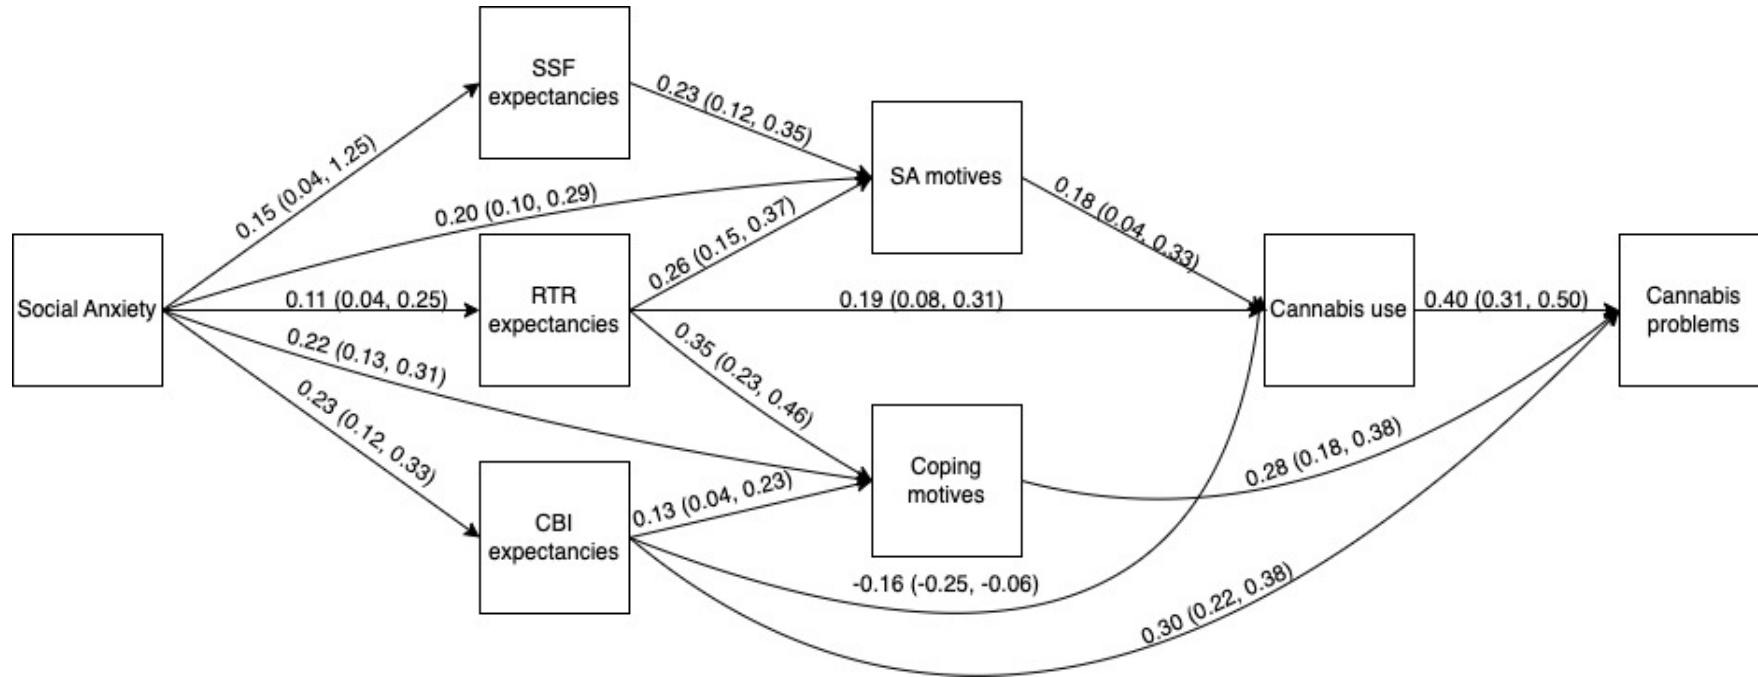 SSF
expectancies
0.23 (0.12, 0.35)
0.15 (0.04, 1.25)
SA motives
0.20 (0.10, 0.29)
0.18 (0.04, 0.33)
0.26 (0.15, 0.37)
Social Anxiety
0.11 (0.04, 0.25)
RTR
expectancies
0.19 (0.08, 0.31)
Cannabis use
0.40 (0.31, 0.50)
Cannabis
problems
0.22 (0.13, 0.31)
0.35 (0.23, 0.46)
0.23 (0.12, 0.33)
Coping
motives
0.28 (0.18, 0.38)
0.13 (0.04, 0.23)
CBI
expectancies
-0.16 (-0.25, -0.06)
0.30 (0.22, 0.38)